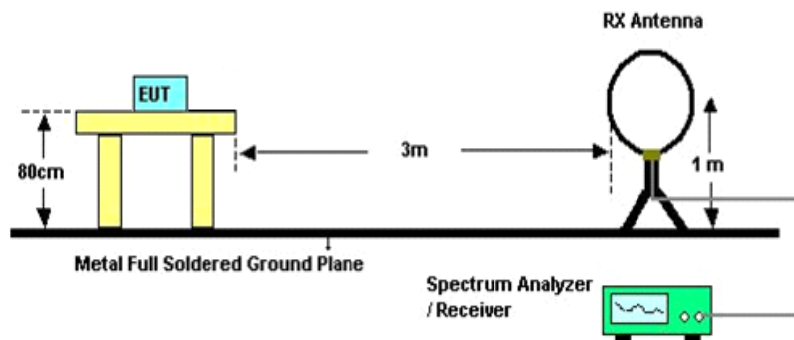 RX Antenna
EUT
3m
80cm
1 m
Metal Full Soldered Ground Plane
Spectrum Analyzer
/ Receiver